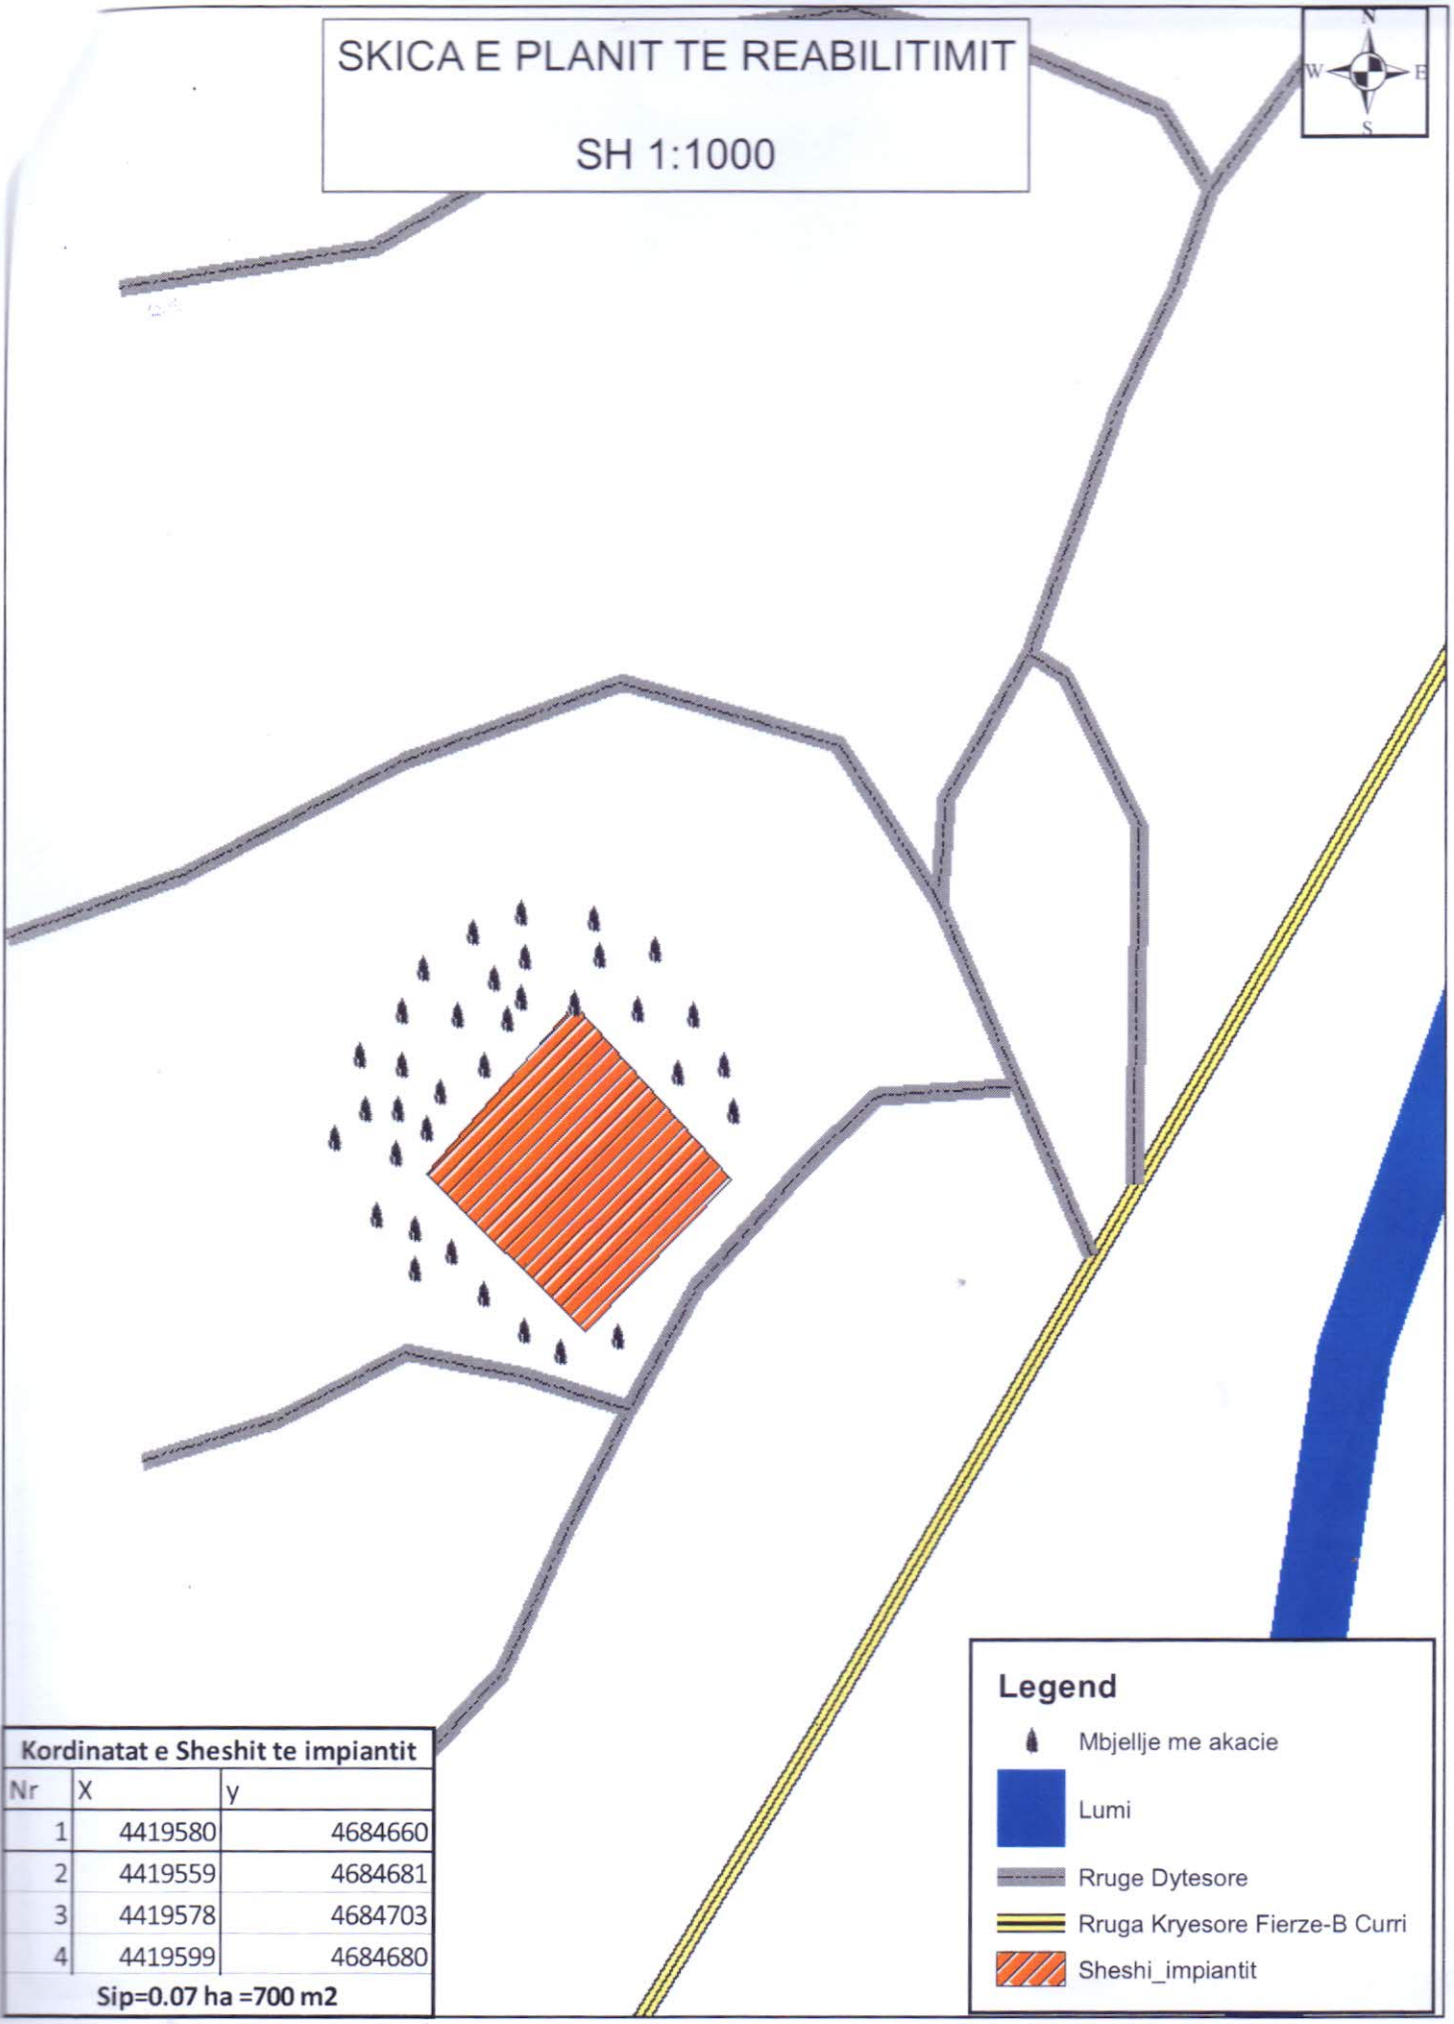 SKICA E PLANIT TE REABILITIMIT
SH 1:1000
N
W E
S
Kordinatat e Sheshit te impiantit
Nr X y
1 4419580 4684660
2 4419559 4684681
3 4419578 4684703
4 4419599 4684680
Sip=0.07 ha =700 m2
Legend
Mbjellje me akacie
Lumi
Rruge Dytesore
Rruga Kryesore Fierze-B Curri
Sheshi_impiantit